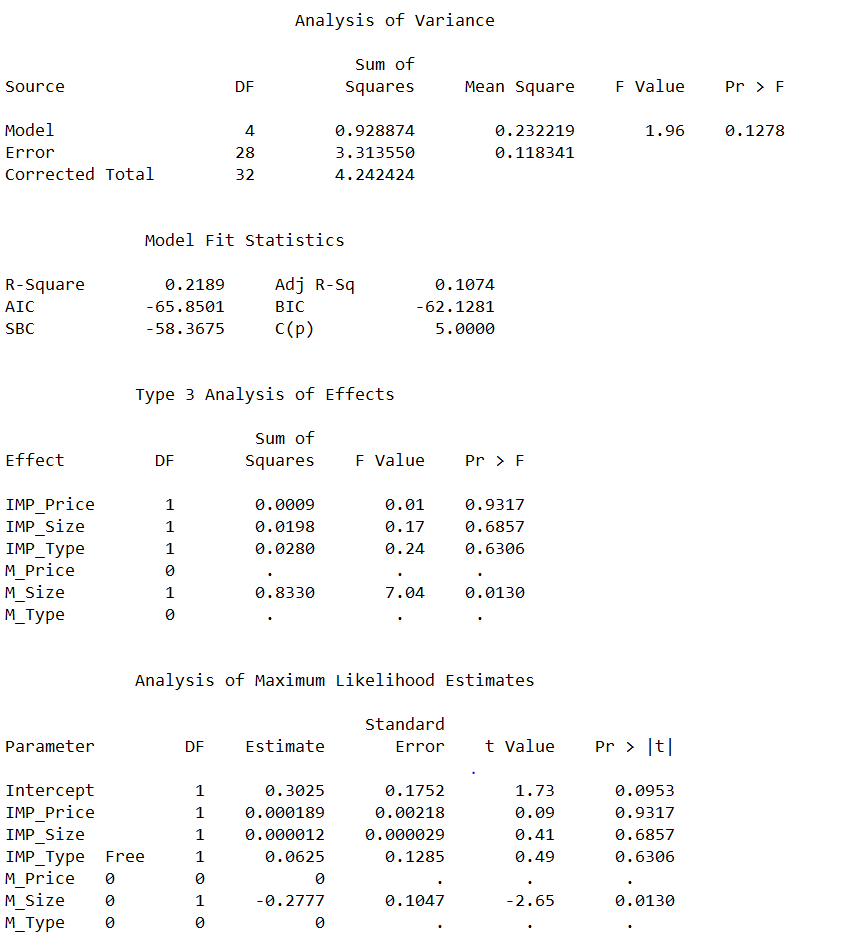 Analysis of Variance
Sum of
Source DF Squares Mean Square F Value Pr > F
Model 4 0.928874 0.232219 1.96 0.1278
Error 28 3.313550 0.118341
Corrected Total 32 4.242424
Model Fit Statistics
R-Square 0.2189 Adj R-Sq 0.1074
AIC -65.8501 BIC -62.1281
SBC -58.3675 C(p) 5.0000
Type 3 Analysis of Effects
Sum of
Effect DF Squares F Value Pr > F
IMP_Price 1 0.0009 0.01 0.9317
IMP_Size 1 0.0198 0.17 0.6857
IMP_Type 1 0.0280 0.24 0.6306
M_Price 0 . . .
M_Size 1 0.8330 7.04 0.0130
M_Type 0 . . .
Analysis of Maximum Likelihood Estimates
Standard
Parameter DF Estimate Error t Value Pr > |t|
Intercept 1 0.3025 0.1752 1.73 0.0953
IMP_Price 1 0.000189 0.00218 0.09 0.9317
IMP_Size 1 0.000012 0.000029 0.41 0.6857
IMP_Type Free 1 0.0625 0.1285 0.49 0.6306
M_Price 0 0 0 . . .
M_Size 0 1 -0.2777 0.1047 -2.65 0.0130
M_Type 0 0 0 . . .